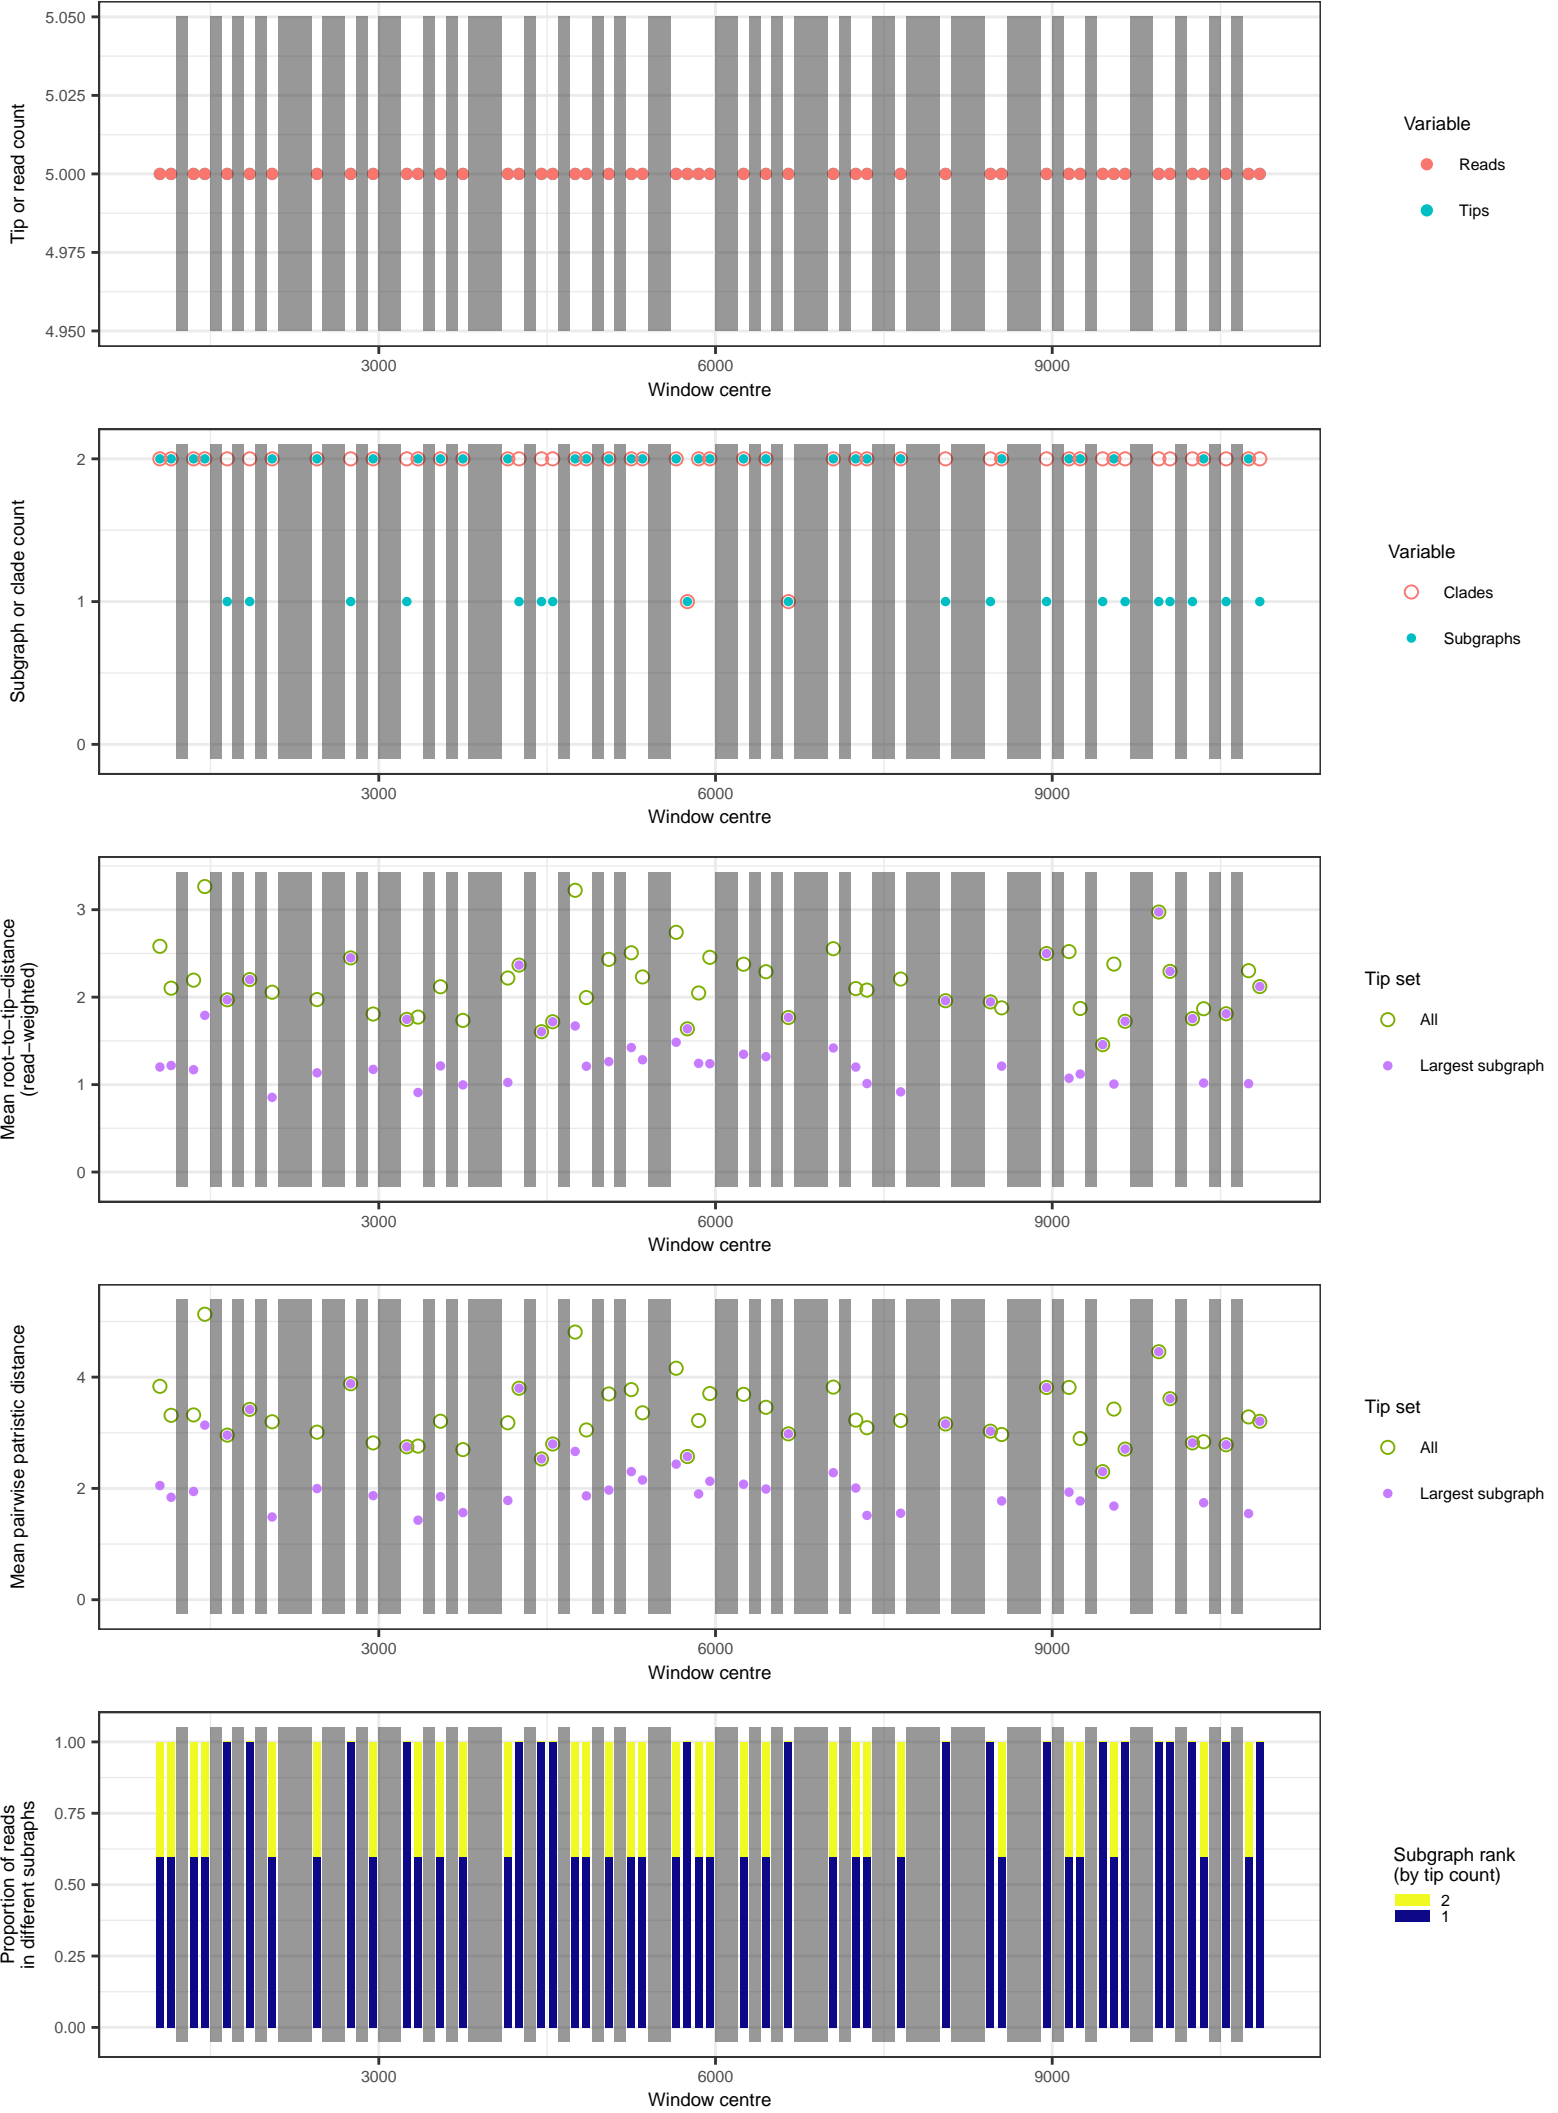 5.050
5.025
5.000
4.975
4.950
Tip or read count
3000
6000
9000
Window centre
Variable
Reads
Tips
2
1
0
Subgraph or clade count
3000
6000
9000
Window centre
Variable
Clades
Subgraphs
3
2
1
0
Mean root−to−tip−distance
(read−weighted)
3000
6000
9000
Window centre
Tip set
All
Largest subgraph
4
2
0
Mean pairwise patristic distance
3000
6000
9000
Window centre
Tip set
All
Largest subgraph
1.00
0.75
0.50
0.25
0.00
Proportion of reads
in different subraphs
3000
6000
9000
Window centre
Subgraph rank
(by tip count)
2
1